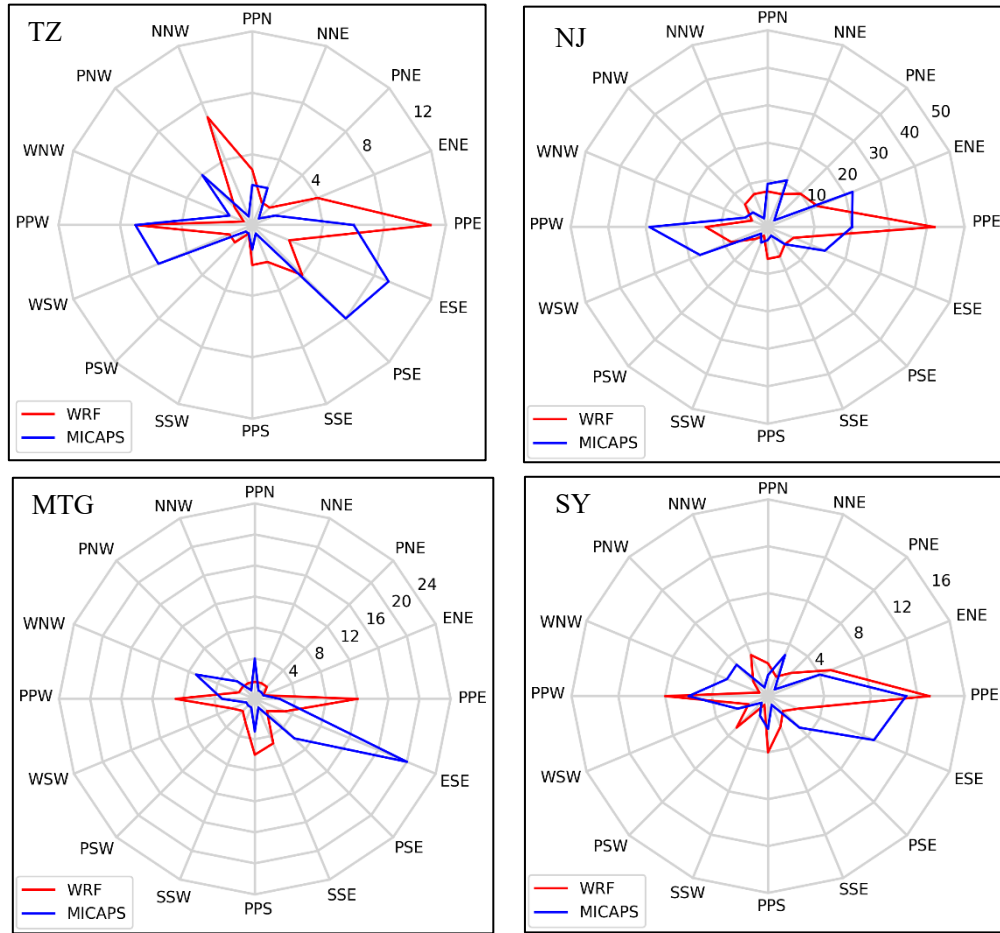 TZ
PPN
NNW
NNE
PNW
PNE
12
WNW
8
ENE
4
PPW
PPE
WSW
ESE
PSW
PSE
SSW
SSE
PPS
WRF
MICAPS
NJ
PPN
NNW
NNE
PNW
PNE
50
WNW
40
ENE
30
20
10
PPW
PPE
WSW
ESE
PSW
PSE
SSW
SSE
PPS
WRF
MICAPS
MTG
PPN
NNW
NNE
PNW
PNE
24
WNW
20
ENE
16
12
8
4
PPW
PPE
WSW
ESE
PSW
PSE
SSW
SSE
PPS
WRF
MICAPS
SY
PPN
NNW
NNE
PNW
PNE
16
WNW
12
ENE
8
4
PPW
PPE
WSW
ESE
PSW
PSE
SSW
SSE
PPS
WRF
MICAPS